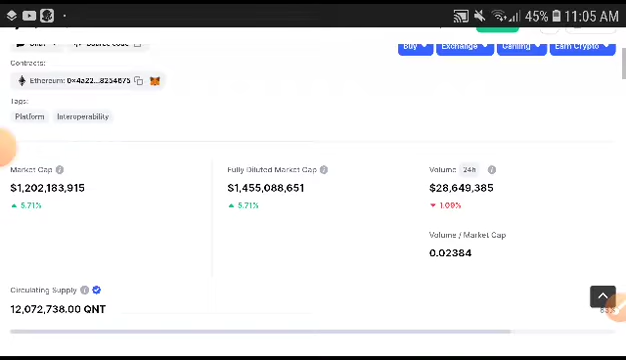 45% 11:05 AM
Buy Exchange Gaming Earn Crypto
Contracts:
Ethereum: 0x4a22...8254675
Tags:
Platform Interoperability
Market Cap
$1,202,183,915
5.71%
Fully Diluted Market Cap
$1,455,088,651
5.71%
Volume 24h
$28,649,385
1.09%
Volume / Market Cap
0.02384
Circulating Supply
12,072,738.00 QNT
83%